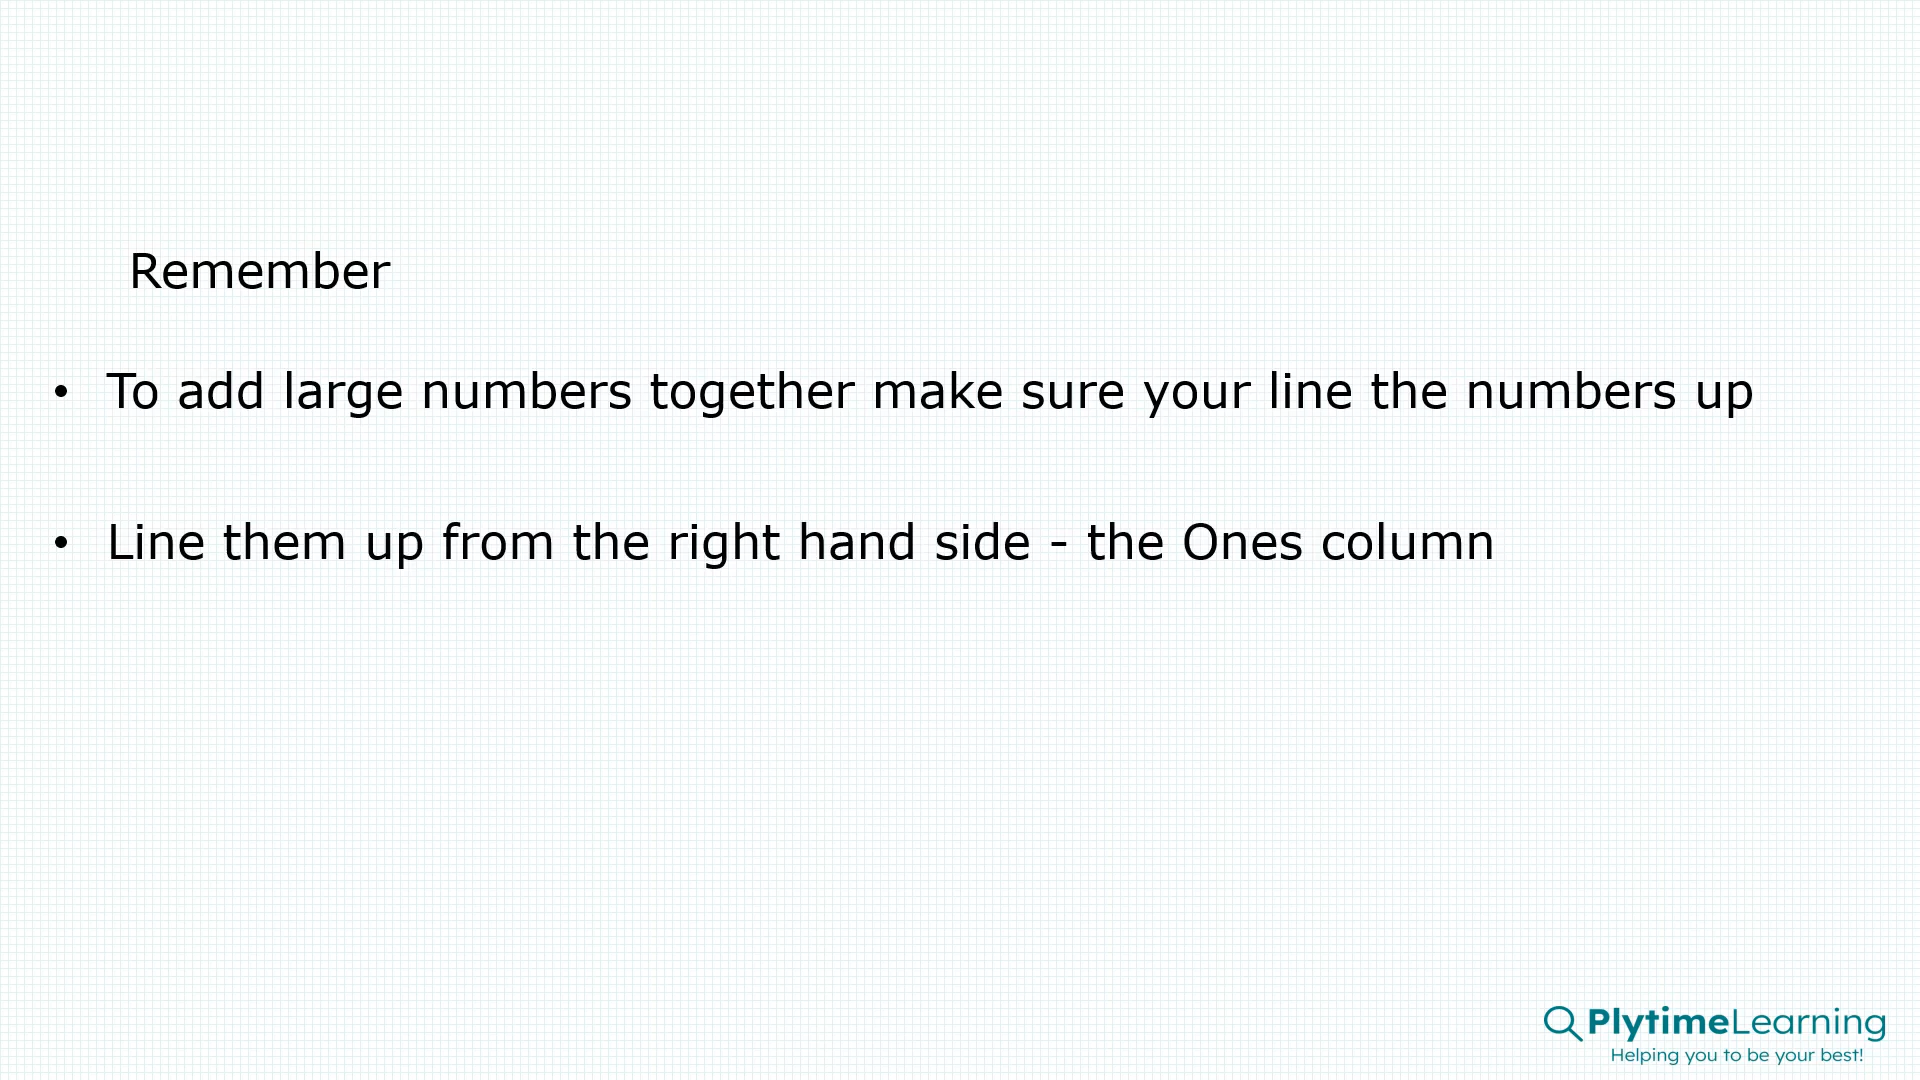 Remember
• To add large numbers together make sure your line the numbers up
• Line them up from the right hand side - the Ones column
PlytimeLearning
Helping you to be your best!